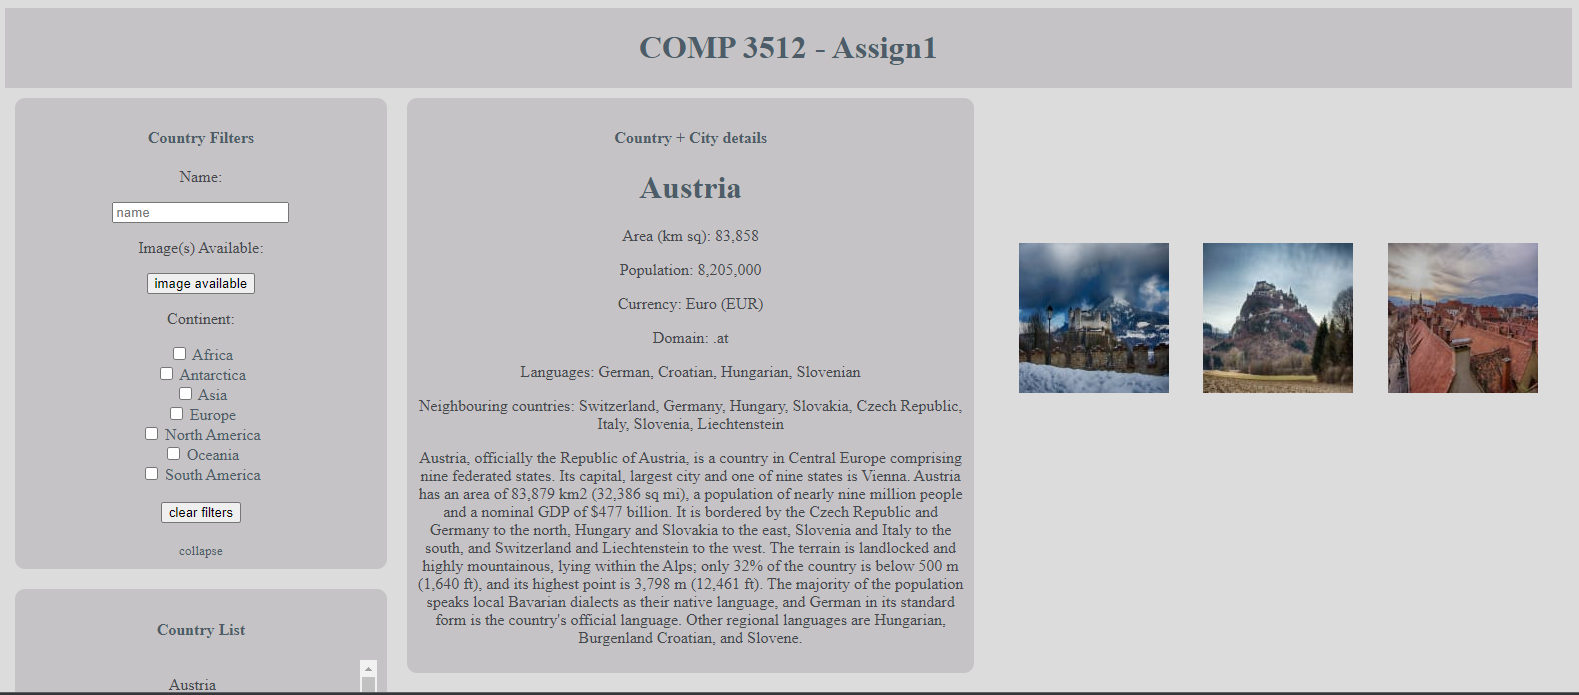 COMP 3512 - Assign1
Country Filters
Name:
name
Image(s) Available:
image available
Continent:
Africa
Antarctica
Asia
Europe
North America
Oceania
South America
clear filters
collapse
Country List
Austria
Country + City details
Austria
Area (km sq): 83,858
Population: 8,205,000
Currency: Euro (EUR)
Domain: .at
Languages: German, Croatian, Hungarian, Slovenian
Neighbouring countries: Switzerland, Germany, Hungary, Slovakia, Czech Republic,
Italy, Slovenia, Liechtenstein
Austria, officially the Republic of Austria, is a country in Central Europe comprising
nine federated states. Its capital, largest city and one of nine states is Vienna. Austria
has an area of 83,879 km2 (32,386 sq mi), a population of nearly nine million people
and a nominal GDP of $477 billion. It is bordered by the Czech Republic and
Germany to the north, Hungary and Slovakia to the east, Slovenia and Italy to the
south, and Switzerland and Liechtenstein to the west. The terrain is landlocked and
highly mountainous, lying within the Alps; only 32% of the country is below 500 m
(1,640 ft), and its highest point is 3,798 m (12,461 ft). The majority of the population
speaks local Bavarian dialects as their native language, and German in its standard
form is the country's official language. Other regional languages are Hungarian,
Burgenland Croatian, and Slovene.